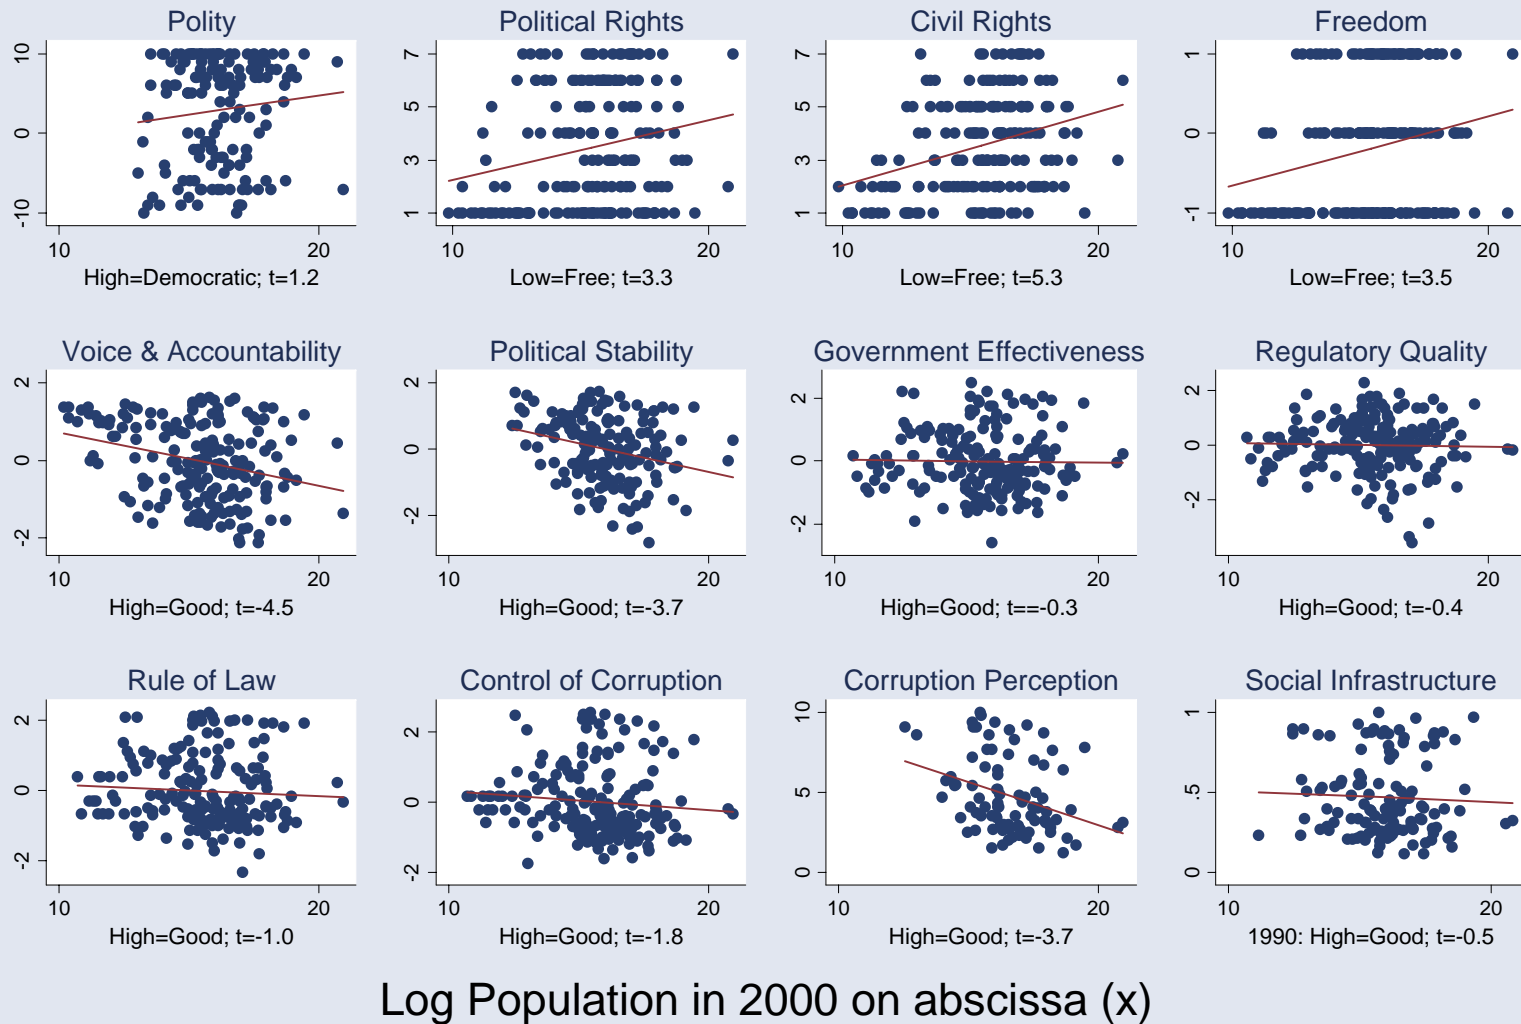 Polity
10
0
-10
10 20
High=Democratic; t=1.2
Political Rights
7
5
3
1
10 20
Low=Free; t=3.3
Civil Rights
7
5
3
1
10 20
Low=Free; t=5.3
Freedom
1
0
-1
10 20
Low=Free; t=3.5
Voice & Accountability
2
0
-2
10 20
High=Good; t=-4.5
Political Stability
2
0
-2
10 20
High=Good; t=-3.7
Government Effectiveness
2
0
-2
10 20
High=Good; t==-0.3
Regulatory Quality
2
0
-2
10 20
High=Good; t=-0.4
Rule of Law
2
0
-2
10 20
High=Good; t=-1.0
Control of Corruption
2
0
-2
10 20
High=Good; t=-1.8
Corruption Perception
10
5
0
10 20
High=Good; t=-3.7
Social Infrastructure
1
.5
0
10 20
1990: High=Good; t=-0.5
Log Population in 2000 on abscissa (x)